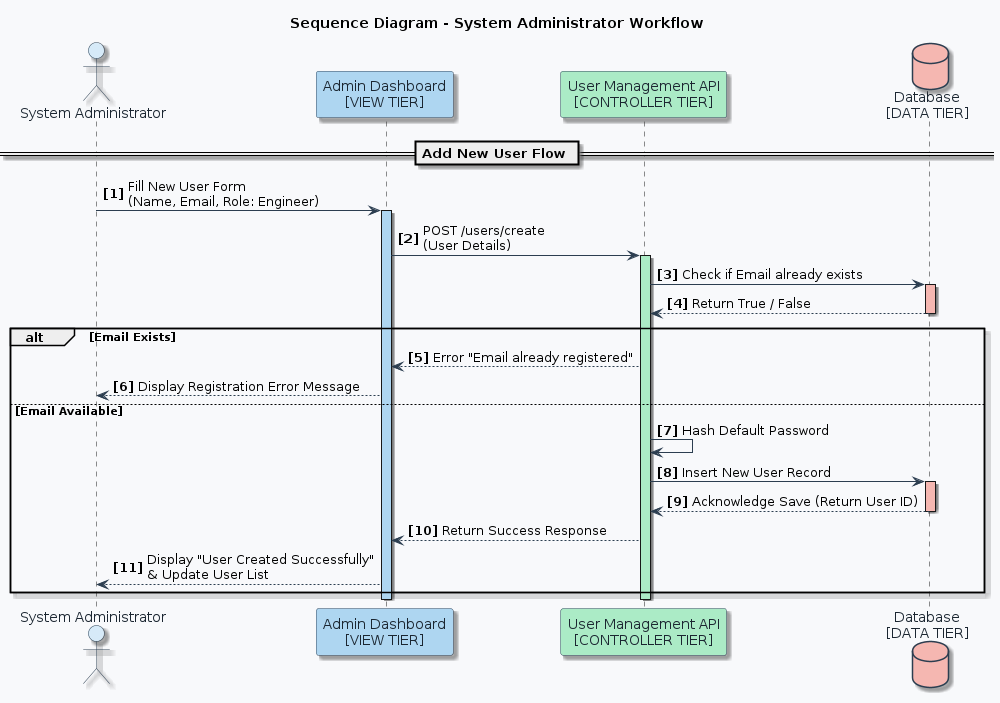 Sequence Diagram - System Administrator Workflow
System Administrator
Admin Dashboard
[VIEW TIER]
User Management API
[CONTROLLER TIER]
Database
[DATA TIER]
Add New User Flow
[1] Fill New User Form
(Name, Email, Role: Engineer)
[2] POST /users/create
(User Details)
[3] Check if Email already exists
[4] Return True / False
alt [Email Exists]
[5] Error "Email already registered"
[6] Display Registration Error Message
[Email Available]
[7] Hash Default Password
[8] Insert New User Record
[9] Acknowledge Save (Return User ID)
[10] Return Success Response
[11] Display "User Created Successfully"
& Update User List
System Administrator
Admin Dashboard
[VIEW TIER]
User Management API
[CONTROLLER TIER]
Database
[DATA TIER]